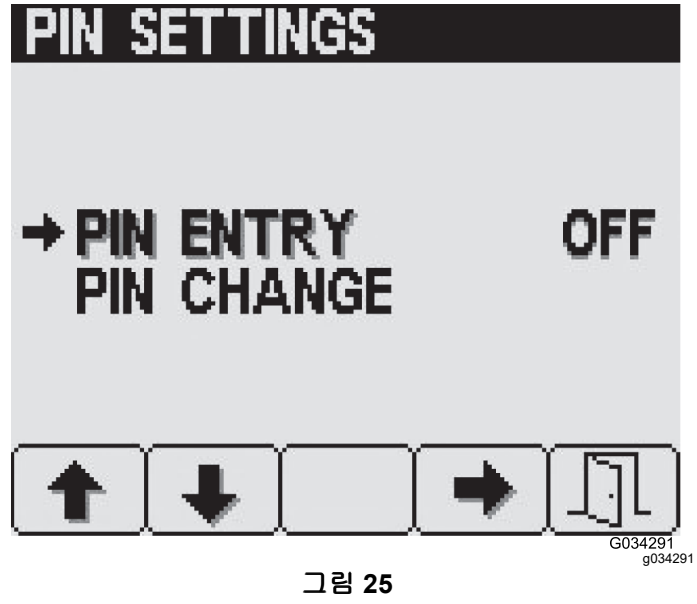 PIN SETTINGS
PIN ENTRY OFF
PIN CHANGE
G034291
g034291
그림 25